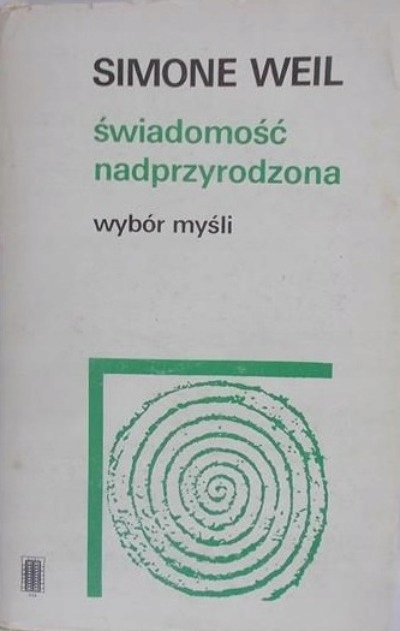 SIMONE WEIL
świadomość
nadprzyrodzona
wybór myśli